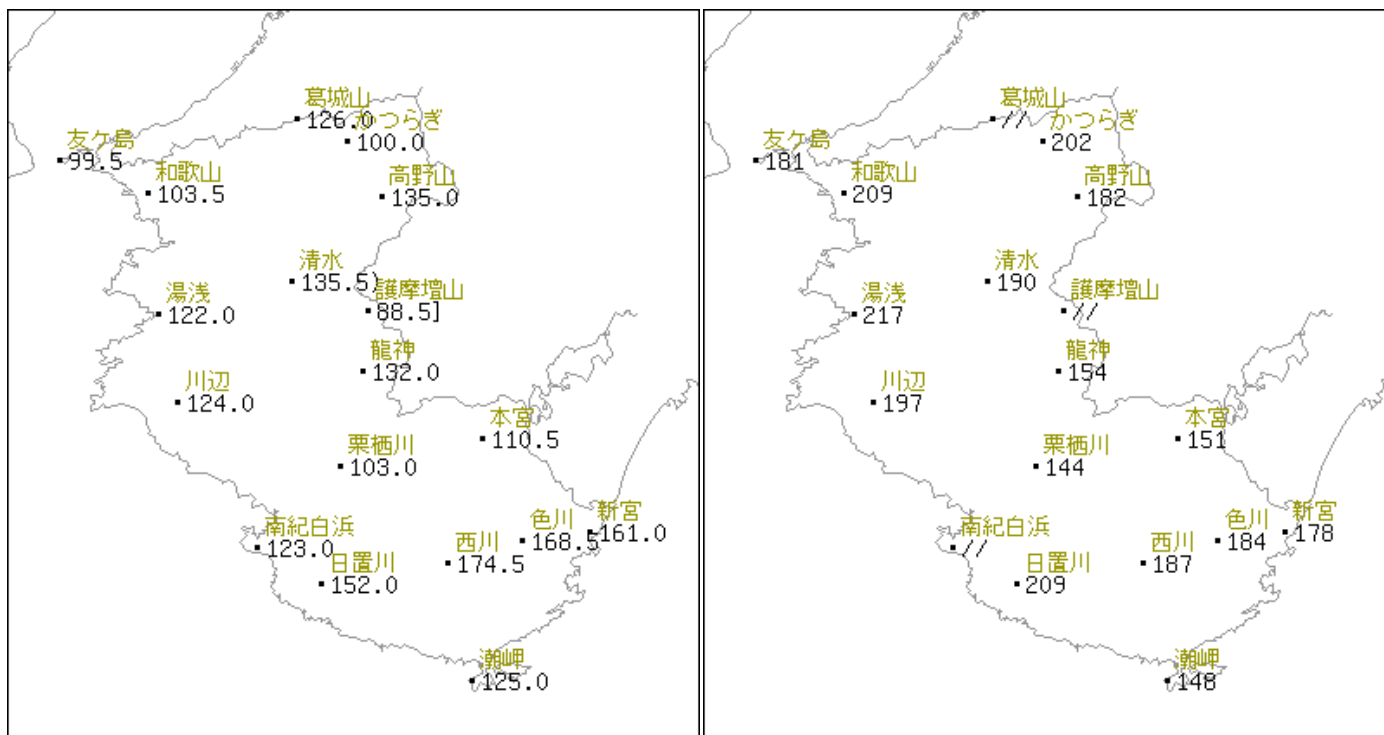 葛城山
126.0
かつらぎ
100.0
友ケ島
99.5
和歌山
103.5
高野山
135.0
清水
135.5)
護摩壇山
88.5]
湯浅
122.0
龍神
132.0
川辺
124.0
本宮
110.5
栗栖川
103.0
新宮
161.0
色川
168.5
南紀白浜
123.0
西川
174.5
日置川
152.0
潮岬
125.0
葛城山
//
かつらぎ
202
友ケ島
181
和歌山
209
高野山
182
清水
190
護摩壇山
//
湯浅
217
龍神
154
川辺
197
本宮
151
栗栖川
144
新宮
178
色川
184
南紀白浜
//
西川
187
日置川
209
潮岬
148